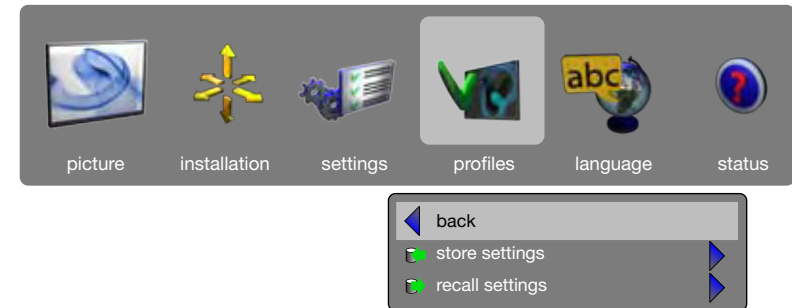 abc
picture installation settings profiles language status
back
store settings
recall settings